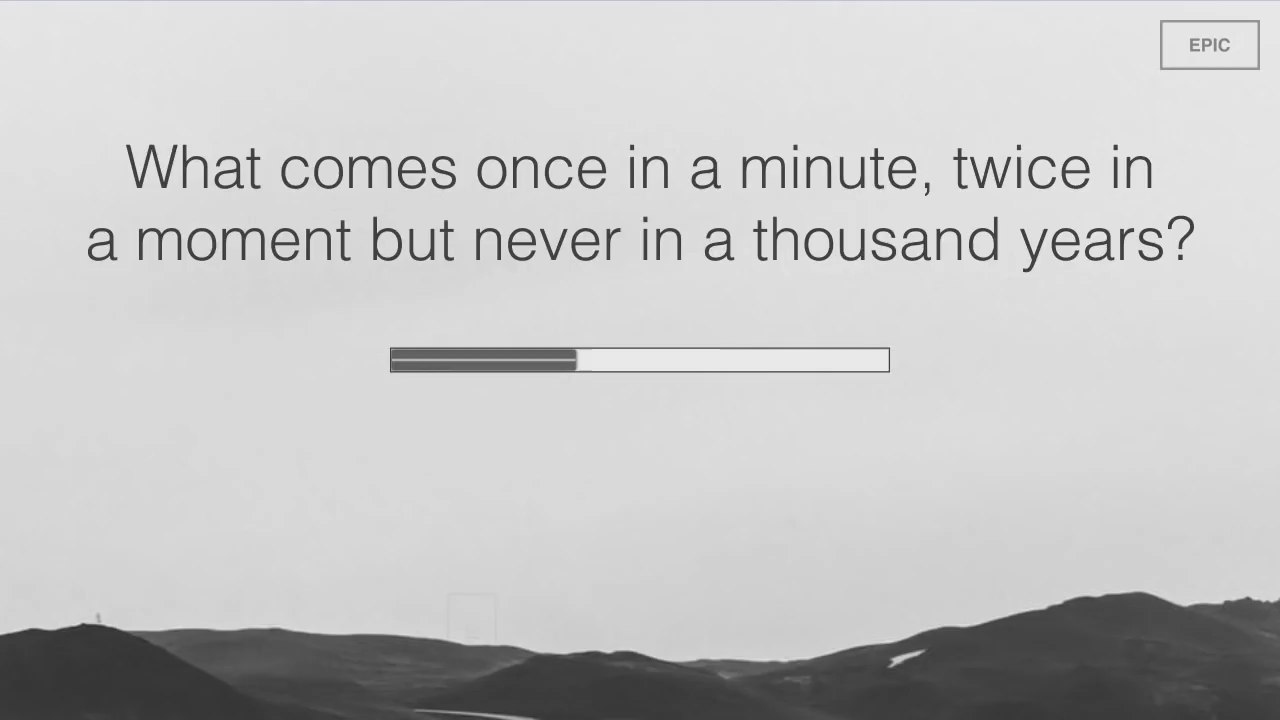 EPIC
What comes once in a minute, twice in
a moment but never in a thousand years?